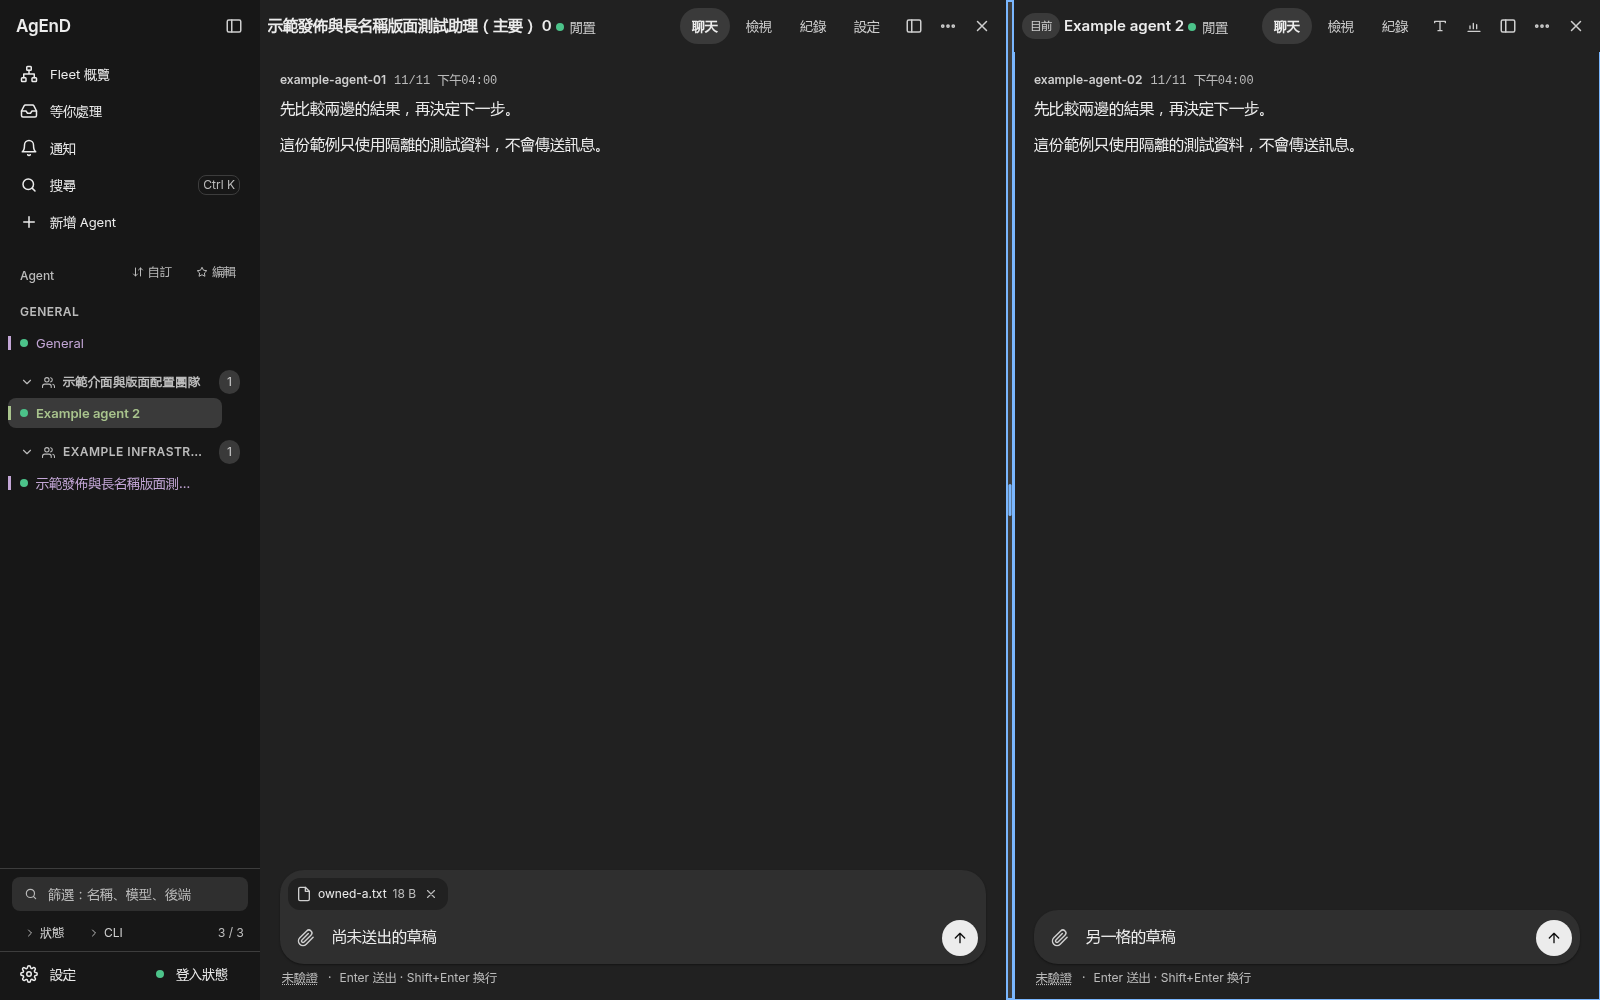 AgEnD
Fleet 概覽
等你處理
通知
搜尋 Ctrl K
新增 Agent
Agent 自訂 編輯
GENERAL
General
示範介面與版面配置團隊 1
Example agent 2
EXAMPLE INFRASTR... 1
示範發佈與長名稱版面測...
篩選：名稱、模型、後端
狀態 CLI 3 / 3
設定 登入狀態
示範發佈與長名稱版面測試助理（主要）0 閒置 聊天 檢視 紀錄 設定
example-agent-01 11/11 下午04:00
先比較兩邊的結果，再決定下一步。
這份範例只使用隔離的測試資料，不會傳送訊息。
owned-a.txt 18 B
尚未送出的草稿
未驗證 · Enter 送出 · Shift+Enter 換行
目前 Example agent 2 閒置 聊天 檢視 紀錄
example-agent-02 11/11 下午04:00
先比較兩邊的結果，再決定下一步。
這份範例只使用隔離的測試資料，不會傳送訊息。
另一格的草稿
未驗證 · Enter 送出 · Shift+Enter 換行